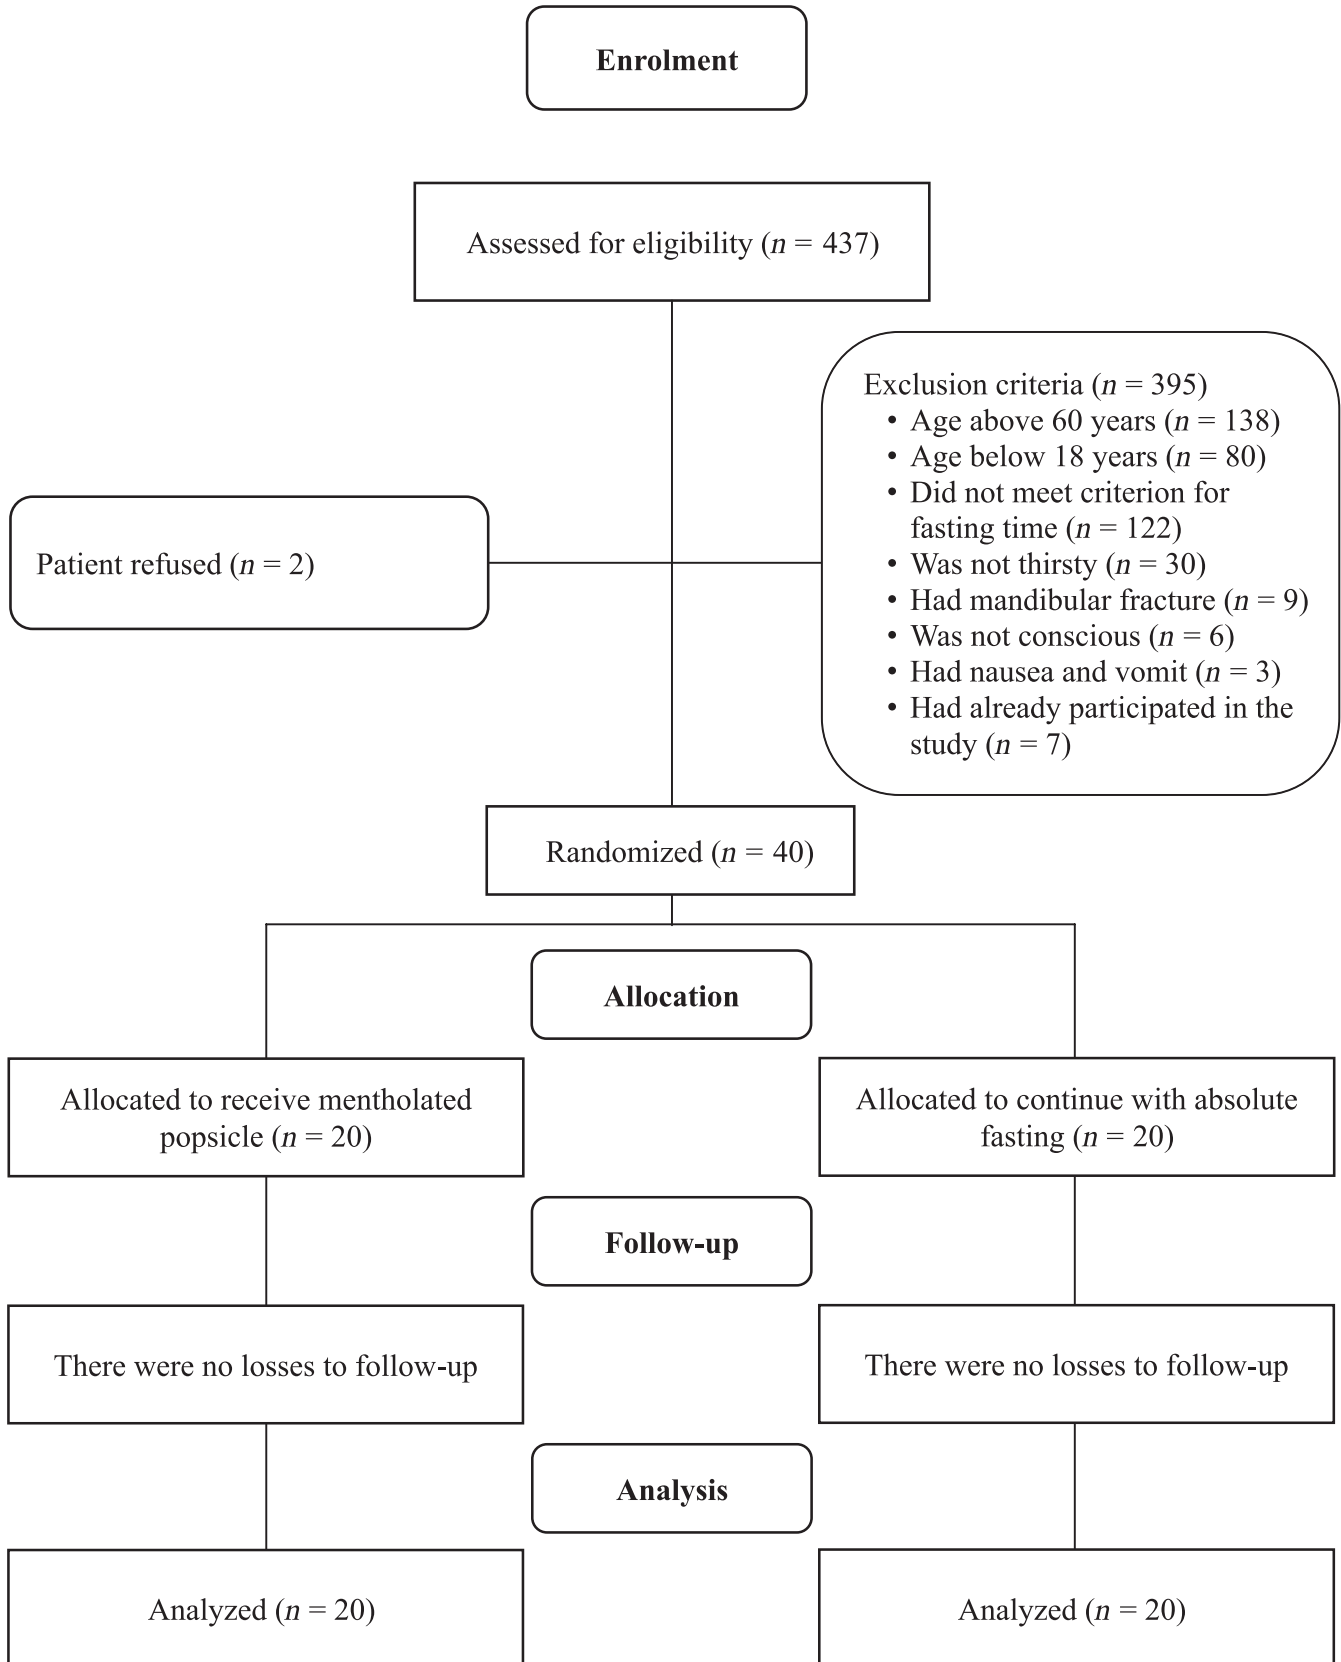 Enrolment
Assessed for eligibility (n = 437)
Exclusion criteria (n = 395)
• Age above 60 years (n = 138)
• Age below 18 years (n = 80)
• Did not meet criterion for
fasting time (n = 122)
• Was not thirsty (n = 30)
• Had mandibular fracture (n = 9)
• Was not conscious (n = 6)
• Had nausea and vomit (n = 3)
• Had already participated in the
study (n = 7)
Patient refused (n = 2)
Randomized (n = 40)
Allocation
Allocated to receive mentholated
popsicle (n = 20)
Allocated to continue with absolute
fasting (n = 20)
Follow-up
There were no losses to follow-up
There were no losses to follow-up
Analysis
Analyzed (n = 20)
Analyzed (n = 20)